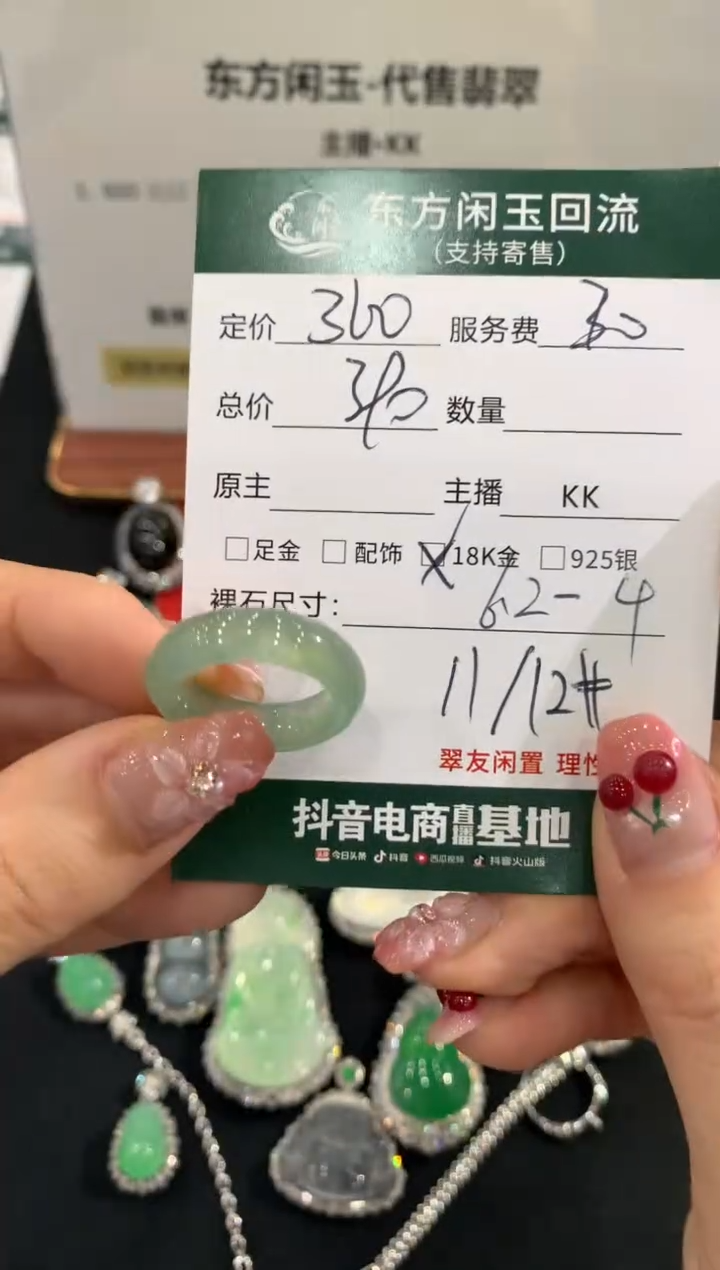 东方闲玉-代售翡翠
主播-KK
东方闲玉回流
(支持寄售)
定价 360 服务费 30
总价 390 数量
原主 主播 KK
□足金 □配饰 □18K金 □925银
裸石尺寸: 6.2-4
11/12#
翠友闲置 理性
抖音电商直播基地
今日头条 抖音 西瓜视频 抖音火山版